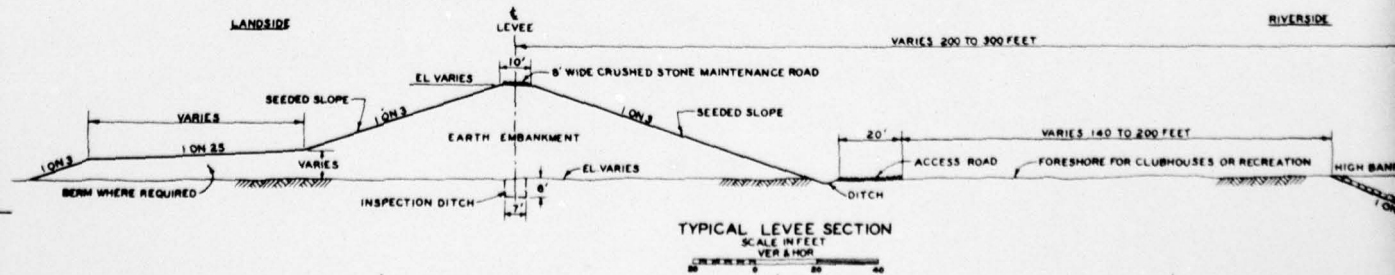 LANDSIDE
℄
LEVEE
RIVERSIDE
VARIES 200 TO 300 FEET
10'
8' WIDE CRUSHED STONE MAINTENANCE ROAD
EL VARIES
SEEDED SLOPE
1 ON 3
1 ON 3
SEEDED SLOPE
VARIES
EARTH EMBANKMENT
20'
VARIES 140 TO 200 FEET
1 ON 3
1 ON 25
VARIES
EL VARIES
ACCESS ROAD
FORESHORE FOR CLUBHOUSES OR RECREATION
HIGH BANK
BERM WHERE REQUIRED
INSPECTION DITCH
6'
7'
DITCH
1 ON
TYPICAL LEVEE SECTION
SCALE IN FEET
VER & HOR
20 0 20 40